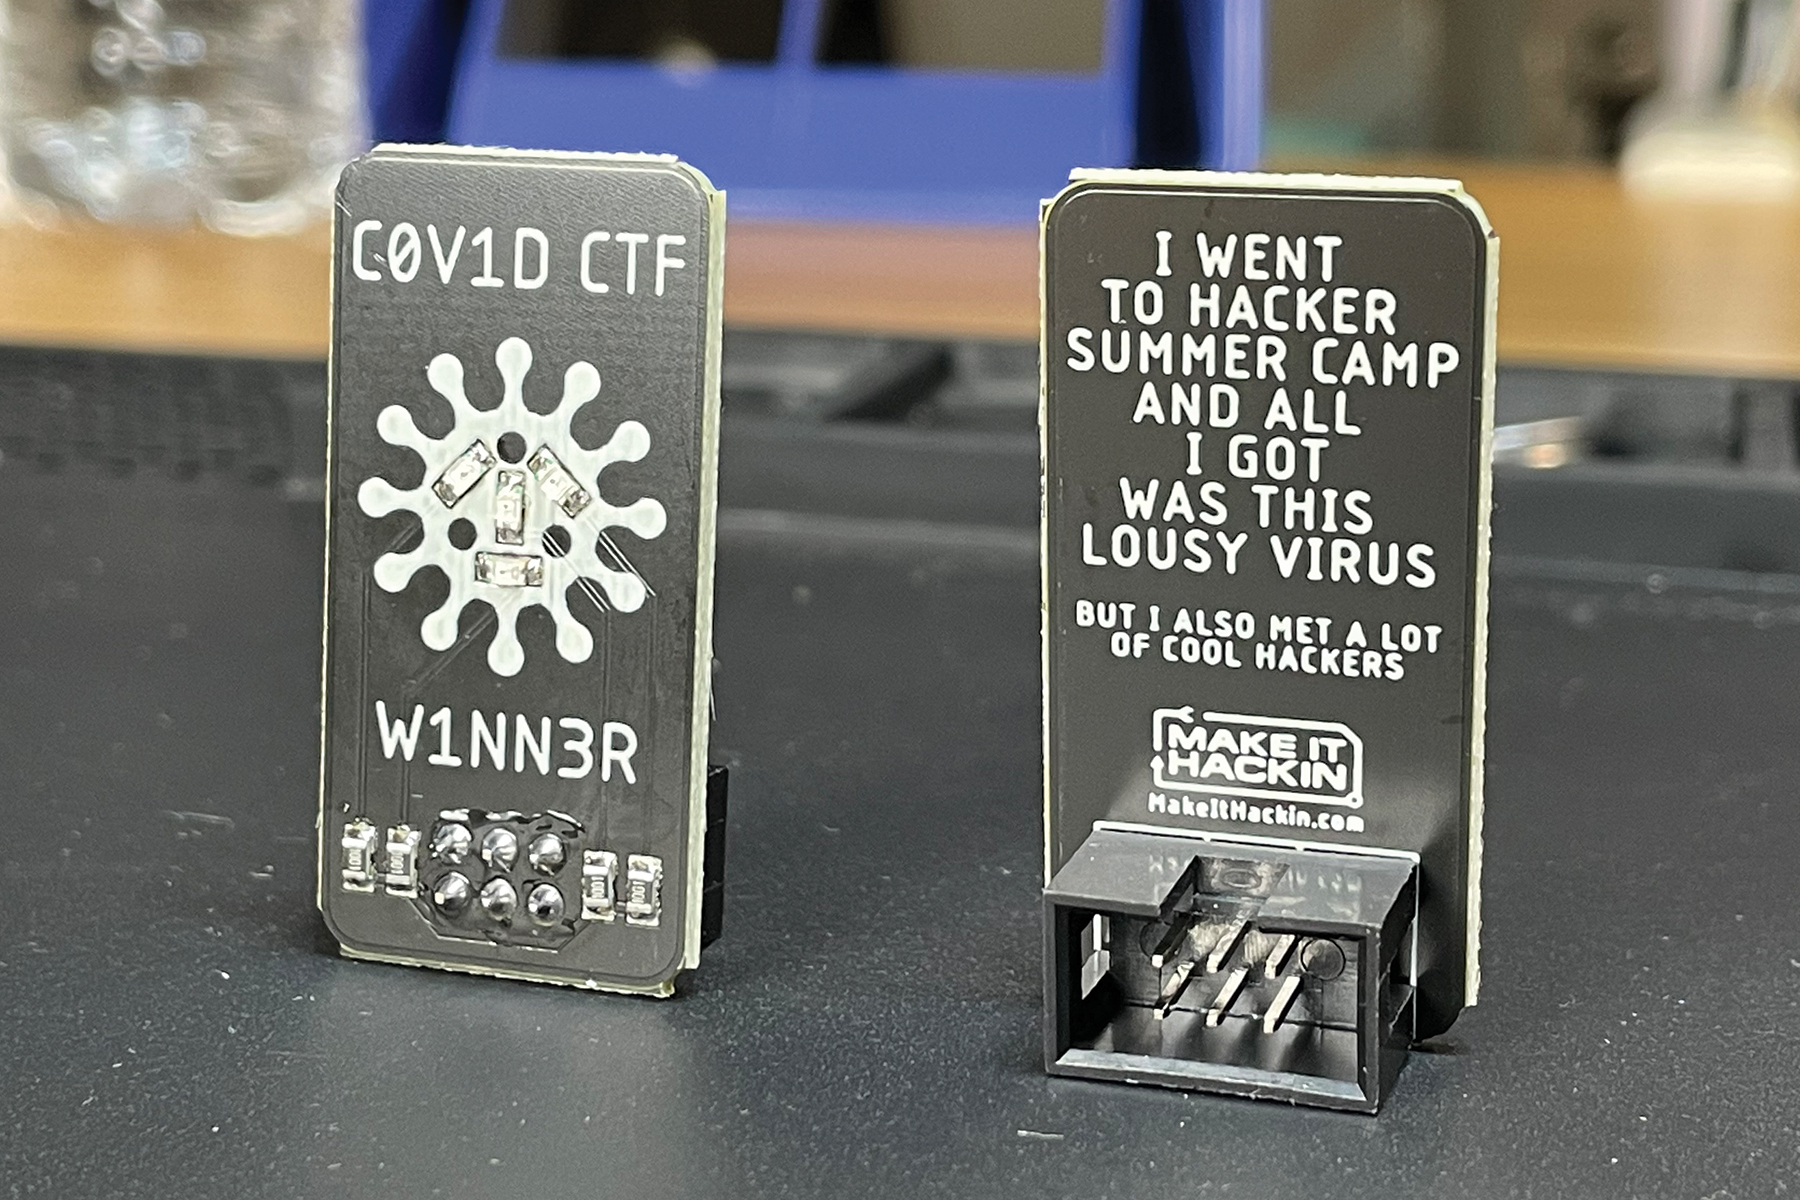 C0V1D CTF
W1NN3R
I WENT
TO HACKER
SUMMER CAMP
AND ALL
I GOT
WAS THIS
LOUSY VIRUS
BUT I ALSO MET A LOT
OF COOL HACKERS
MAKE IT
HACKIN
MakeItHackin.com